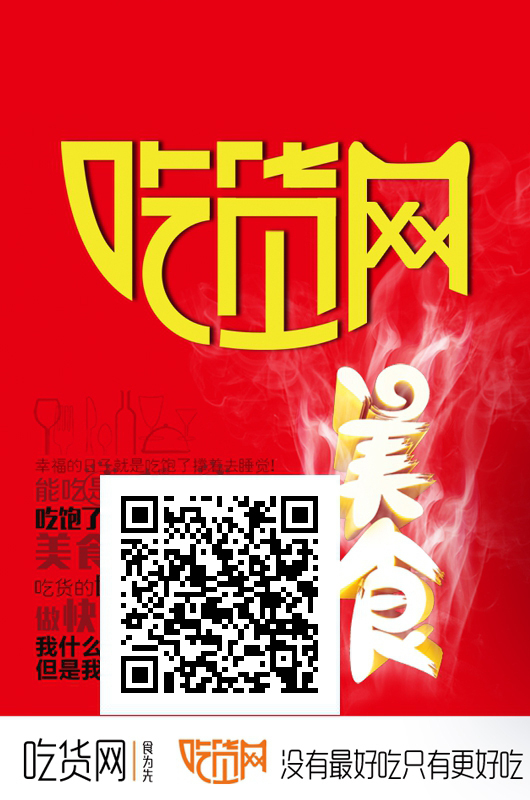 吃货网
美食
幸福的日子就是吃饱了撑着去睡觉!
能吃是
吃饱了
美食
吃货的
做快
我什么
但是我
吃货网 食为先 吃货网 没有最好吃只有更好吃